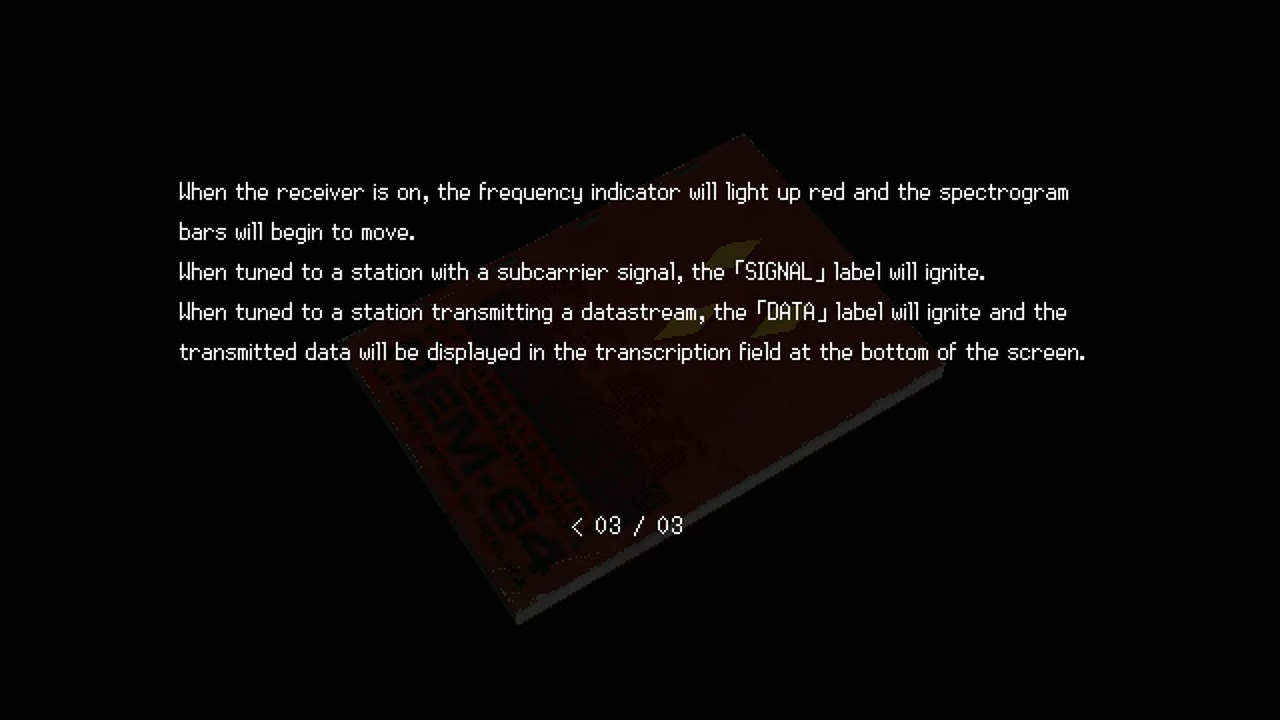 When the receiver is on, the frequency indicator will light up red and the spectrogram
bars will begin to move.
When tuned to a station with a subcarrier signal, the「SIGNAL」label will ignite.
When tuned to a station transmitting a datastream, the「DATA」label will ignite and the
transmitted data will be displayed in the transcription field at the bottom of the screen.
REM-64
< 03 / 03